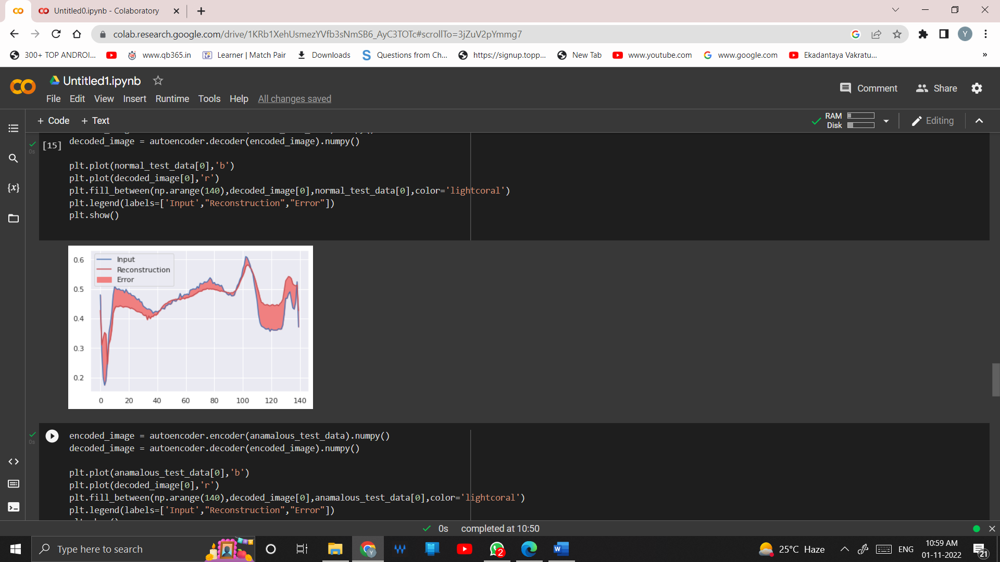 Untitled0.ipynb - Colaboratory
colab.research.google.com/drive/1KRb1XehUsmezYVfb3sNmSB6_AyC3TOTc#scrollTo=3jZuV2pYmmg7
Y
300+ TOP ANDROI... www.qb365.in Learner | Match Pair Downloads Questions from Ch... https://signup.topp... New Tab www.youtube.com www.google.com Ekadantaya Vakratu... »
Untitled1.ipynb
Comment Share
File Edit View Insert Runtime Tools Help All changes saved
+ Code + Text
RAM
Disk
Editing
[15]
0s
decoded_image = autoencoder.decoder(encoded_image).numpy()
plt.plot(normal_test_data[0],'b')
plt.plot(decoded_image[0],'r')
plt.fill_between(np.arange(140),decoded_image[0],normal_test_data[0],color='lightcoral')
plt.legend(labels=['Input',"Reconstruction","Error"])
plt.show()
{x}
Input
Reconstruction
Error
0.6
0.5
0.4
0.3
0.2
0 20 40 60 80 100 120 140
0s
encoded_image = autoencoder.encoder(anamalous_test_data).numpy()
decoded_image = autoencoder.decoder(encoded_image).numpy()
plt.plot(anamalous_test_data[0],'b')
plt.plot(decoded_image[0],'r')
plt.fill_between(np.arange(140),decoded_image[0],anamalous_test_data[0],color='lightcoral')
plt.legend(labels=['Input',"Reconstruction","Error"])
0s completed at 10:50
Type here to search
Y
2
W
25°C Haze
ENG
10:59 AM
01-11-2022
21